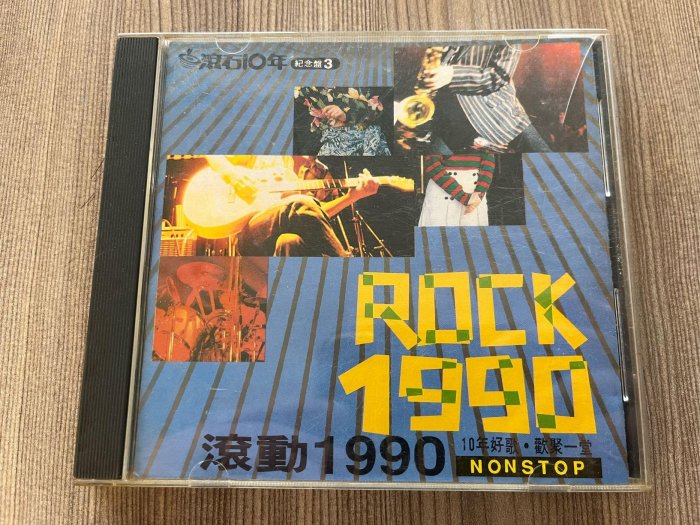 滾石10年 紀念盤3
ROCK
1990
滾動1990
10年好歌・歡聚一堂
NONSTOP